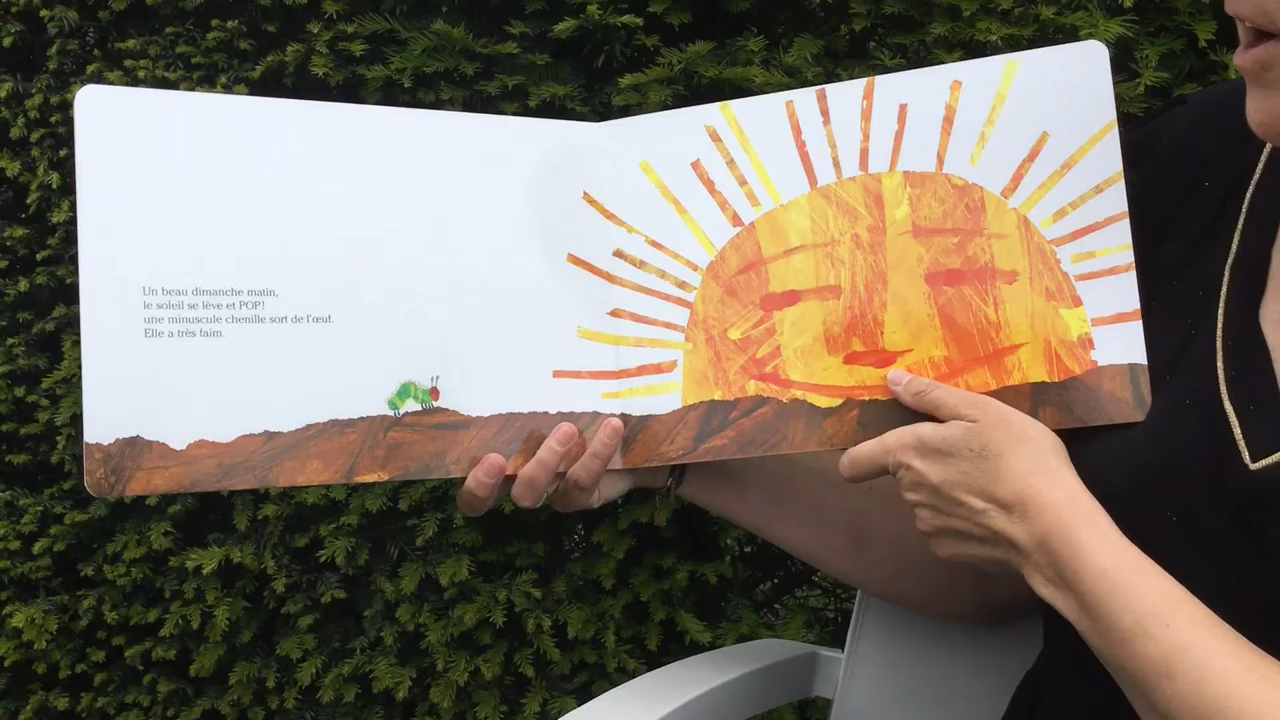 Un beau dimanche matin,
le soleil se lève et POP!
une minuscule chenille sort de l'œuf.
Elle a très faim.